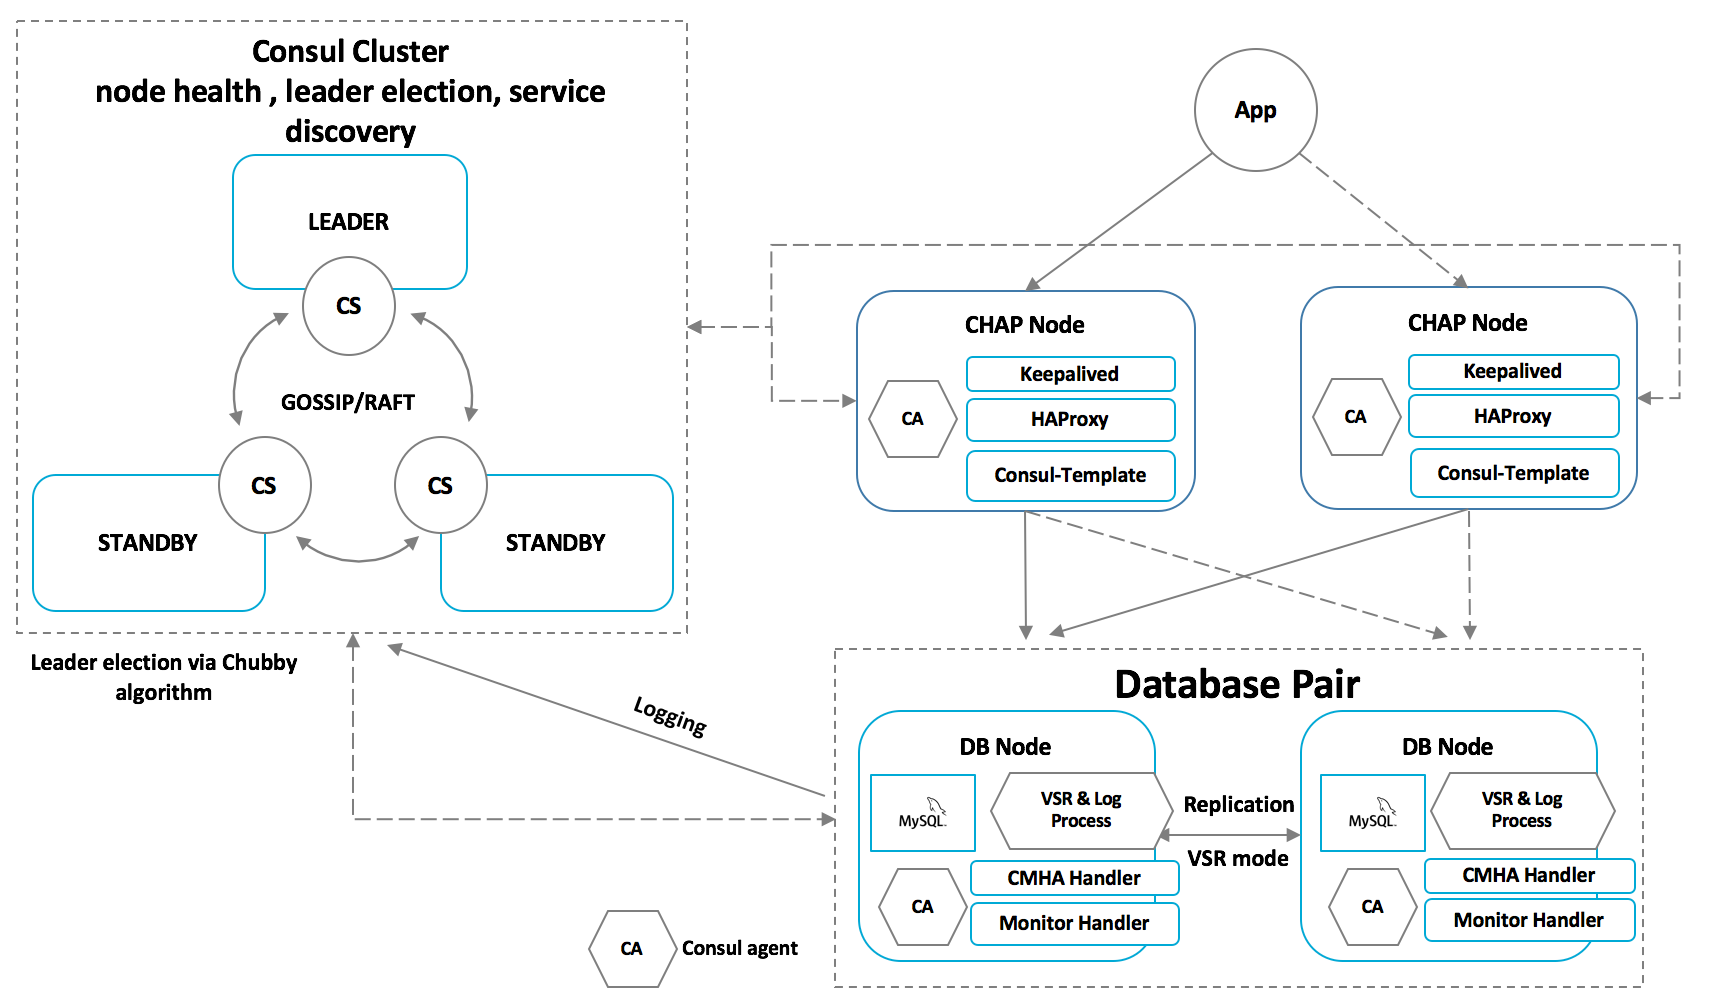 Consul Cluster
node health , leader election, service
discovery
LEADER
CS
GOSSIP/RAFT
CS
CS
STANDBY
STANDBY
Leader election via Chubby
algorithm
Logging
App
CHAP Node
CA
Keepalived
HAProxy
Consul-Template
CHAP Node
CA
Keepalived
HAProxy
Consul-Template
Database Pair
DB Node
MySQL
VSR & Log
Process
CA
CMHA Handler
Monitor Handler
Replication
VSR mode
DB Node
MySQL
VSR & Log
Process
CA
CMHA Handler
Monitor Handler
CA
Consul agent